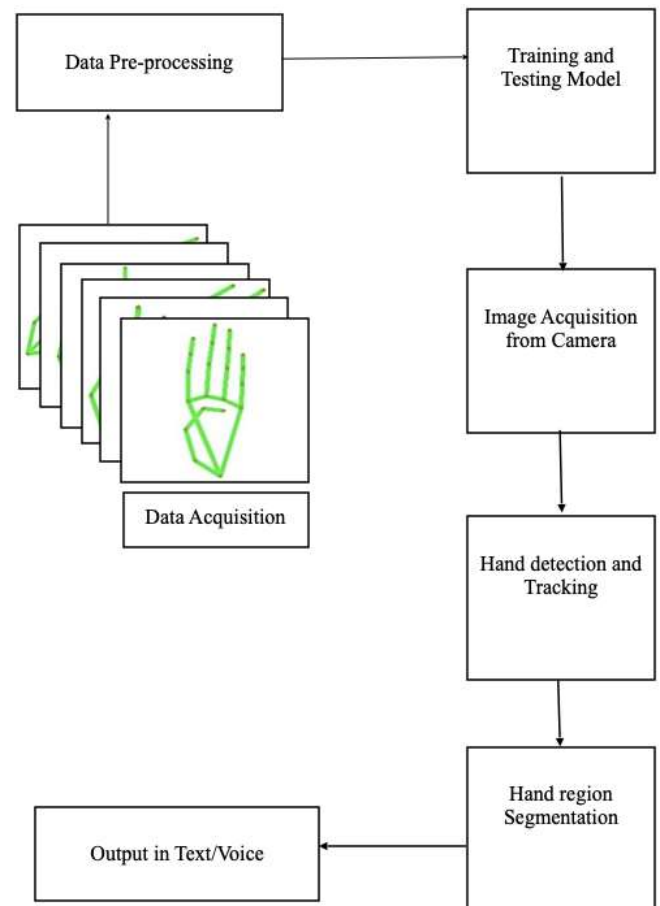 Data Pre-processing
Training and
Testing Model
Image Acquisition
from Camera
Data Acquisition
Hand detection and
Tracking
Hand region
Segmentation
Output in Text/Voice